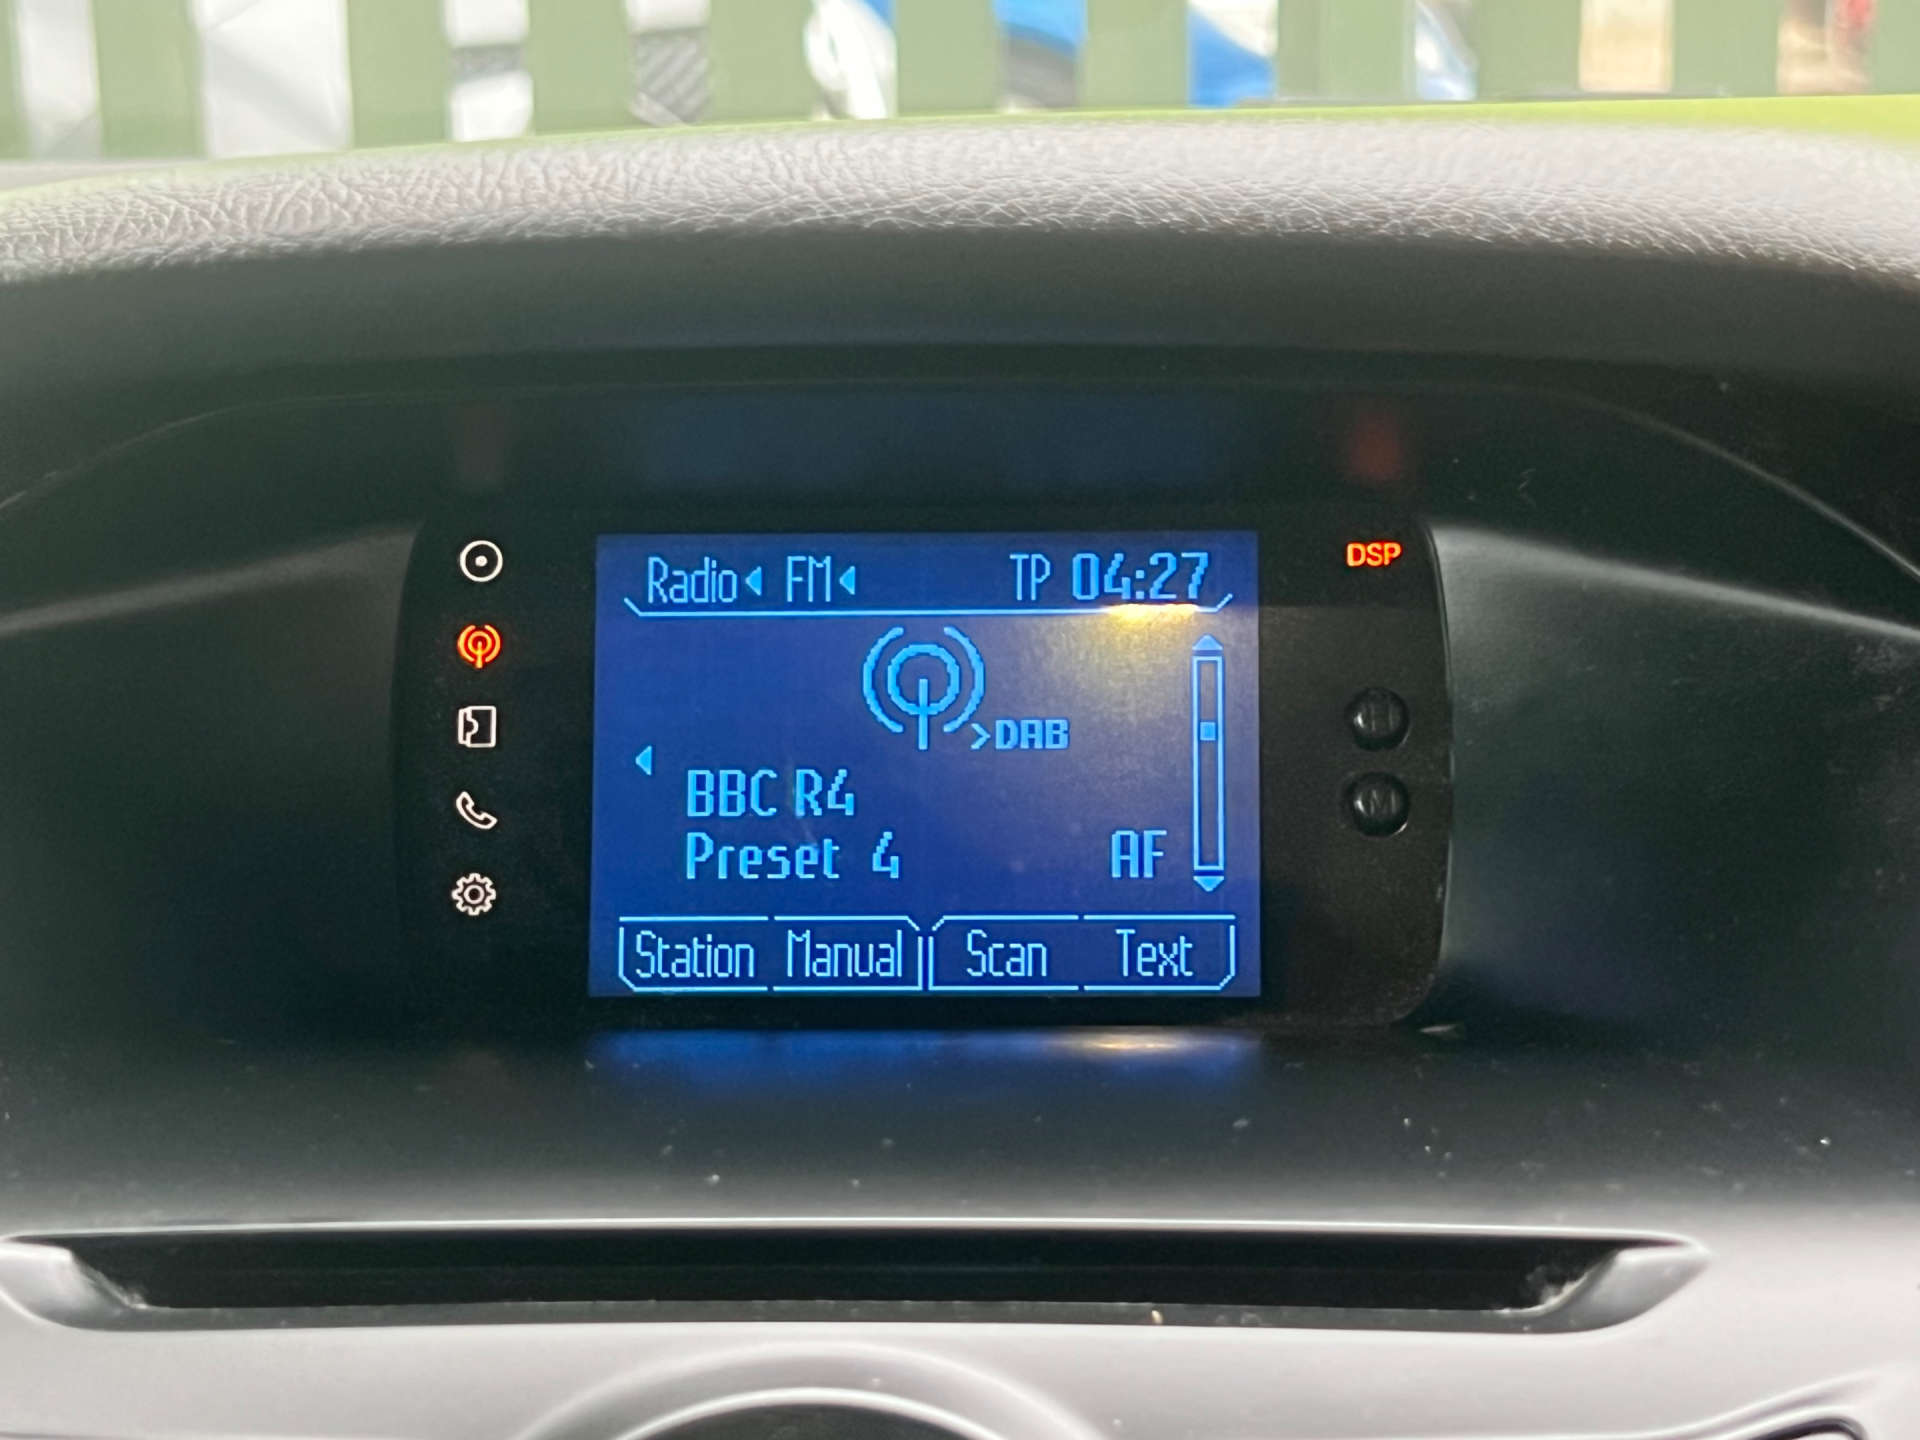 Radio FM TP 04:27
DSP
>DAB
BBC R4
Preset 4 AF
M
Station Manual Scan Text